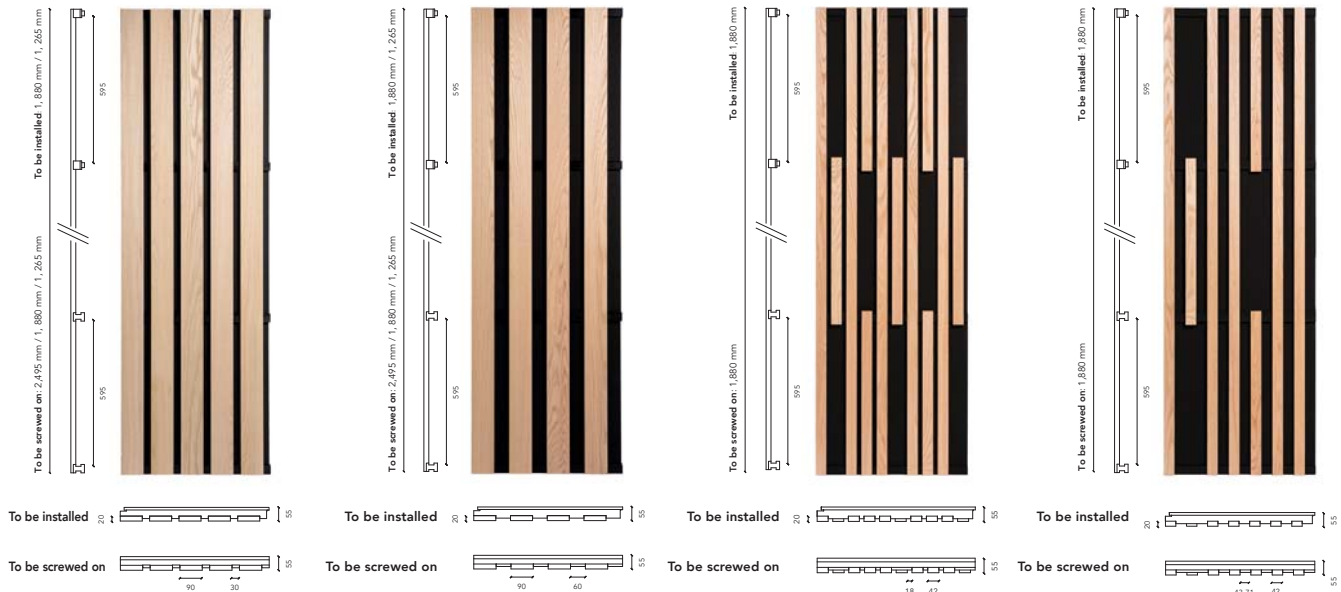 To be installed: 1, 880 mm / 1, 265 mm
595
To be screwed on: 2,495 mm / 1, 880 mm / 1, 265 mm
595
To be installed
20
55
To be screwed on
55
90
30
To be installed: 1,880 mm / 1, 265 mm
595
To be screwed on: 2,495 mm / 1, 880 mm / 1, 265 mm
595
To be installed
20
55
To be screwed on
55
90
60
To be installed: 1,880 mm
595
To be screwed on: 1,880 mm
595
To be installed
20
55
To be screwed on
55
18
42
To be installed: 1,880 mm
595
To be screwed on: 1,880 mm
595
To be installed
20
55
To be screwed on
55
42